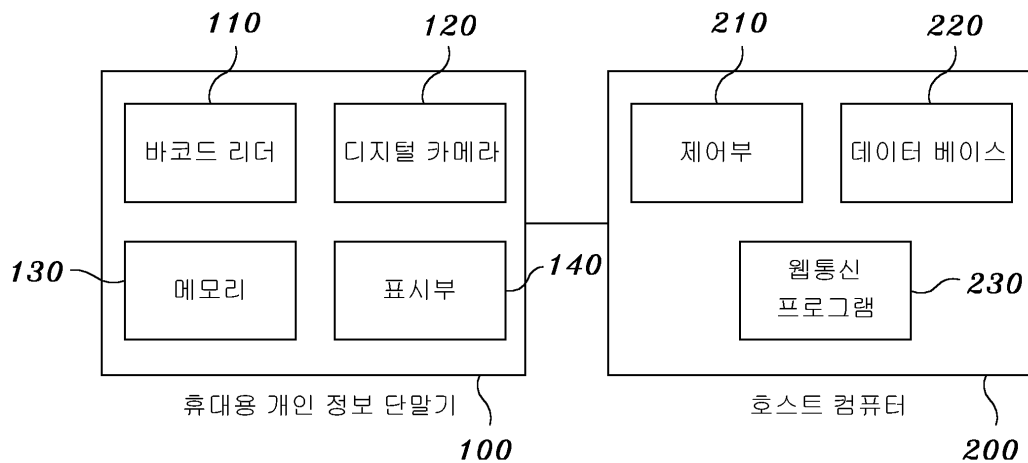 110 120 210 220
바코드 리더 디지털 카메라 제어부 데이터 베이스
130 메모리 표시부 140 웹통신 230
프로그램
휴대용 개인 정보 단말기 100 호스트 컴퓨터 200